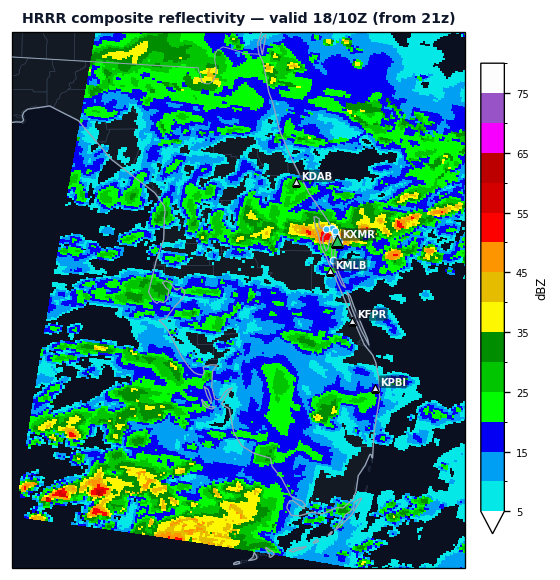 HRRR composite reflectivity — valid 18/10Z (from 21z)
KDAB
KXMR
KMLB
KFPR
KPBI
75
65
55
45
35
25
15
5
dBZ